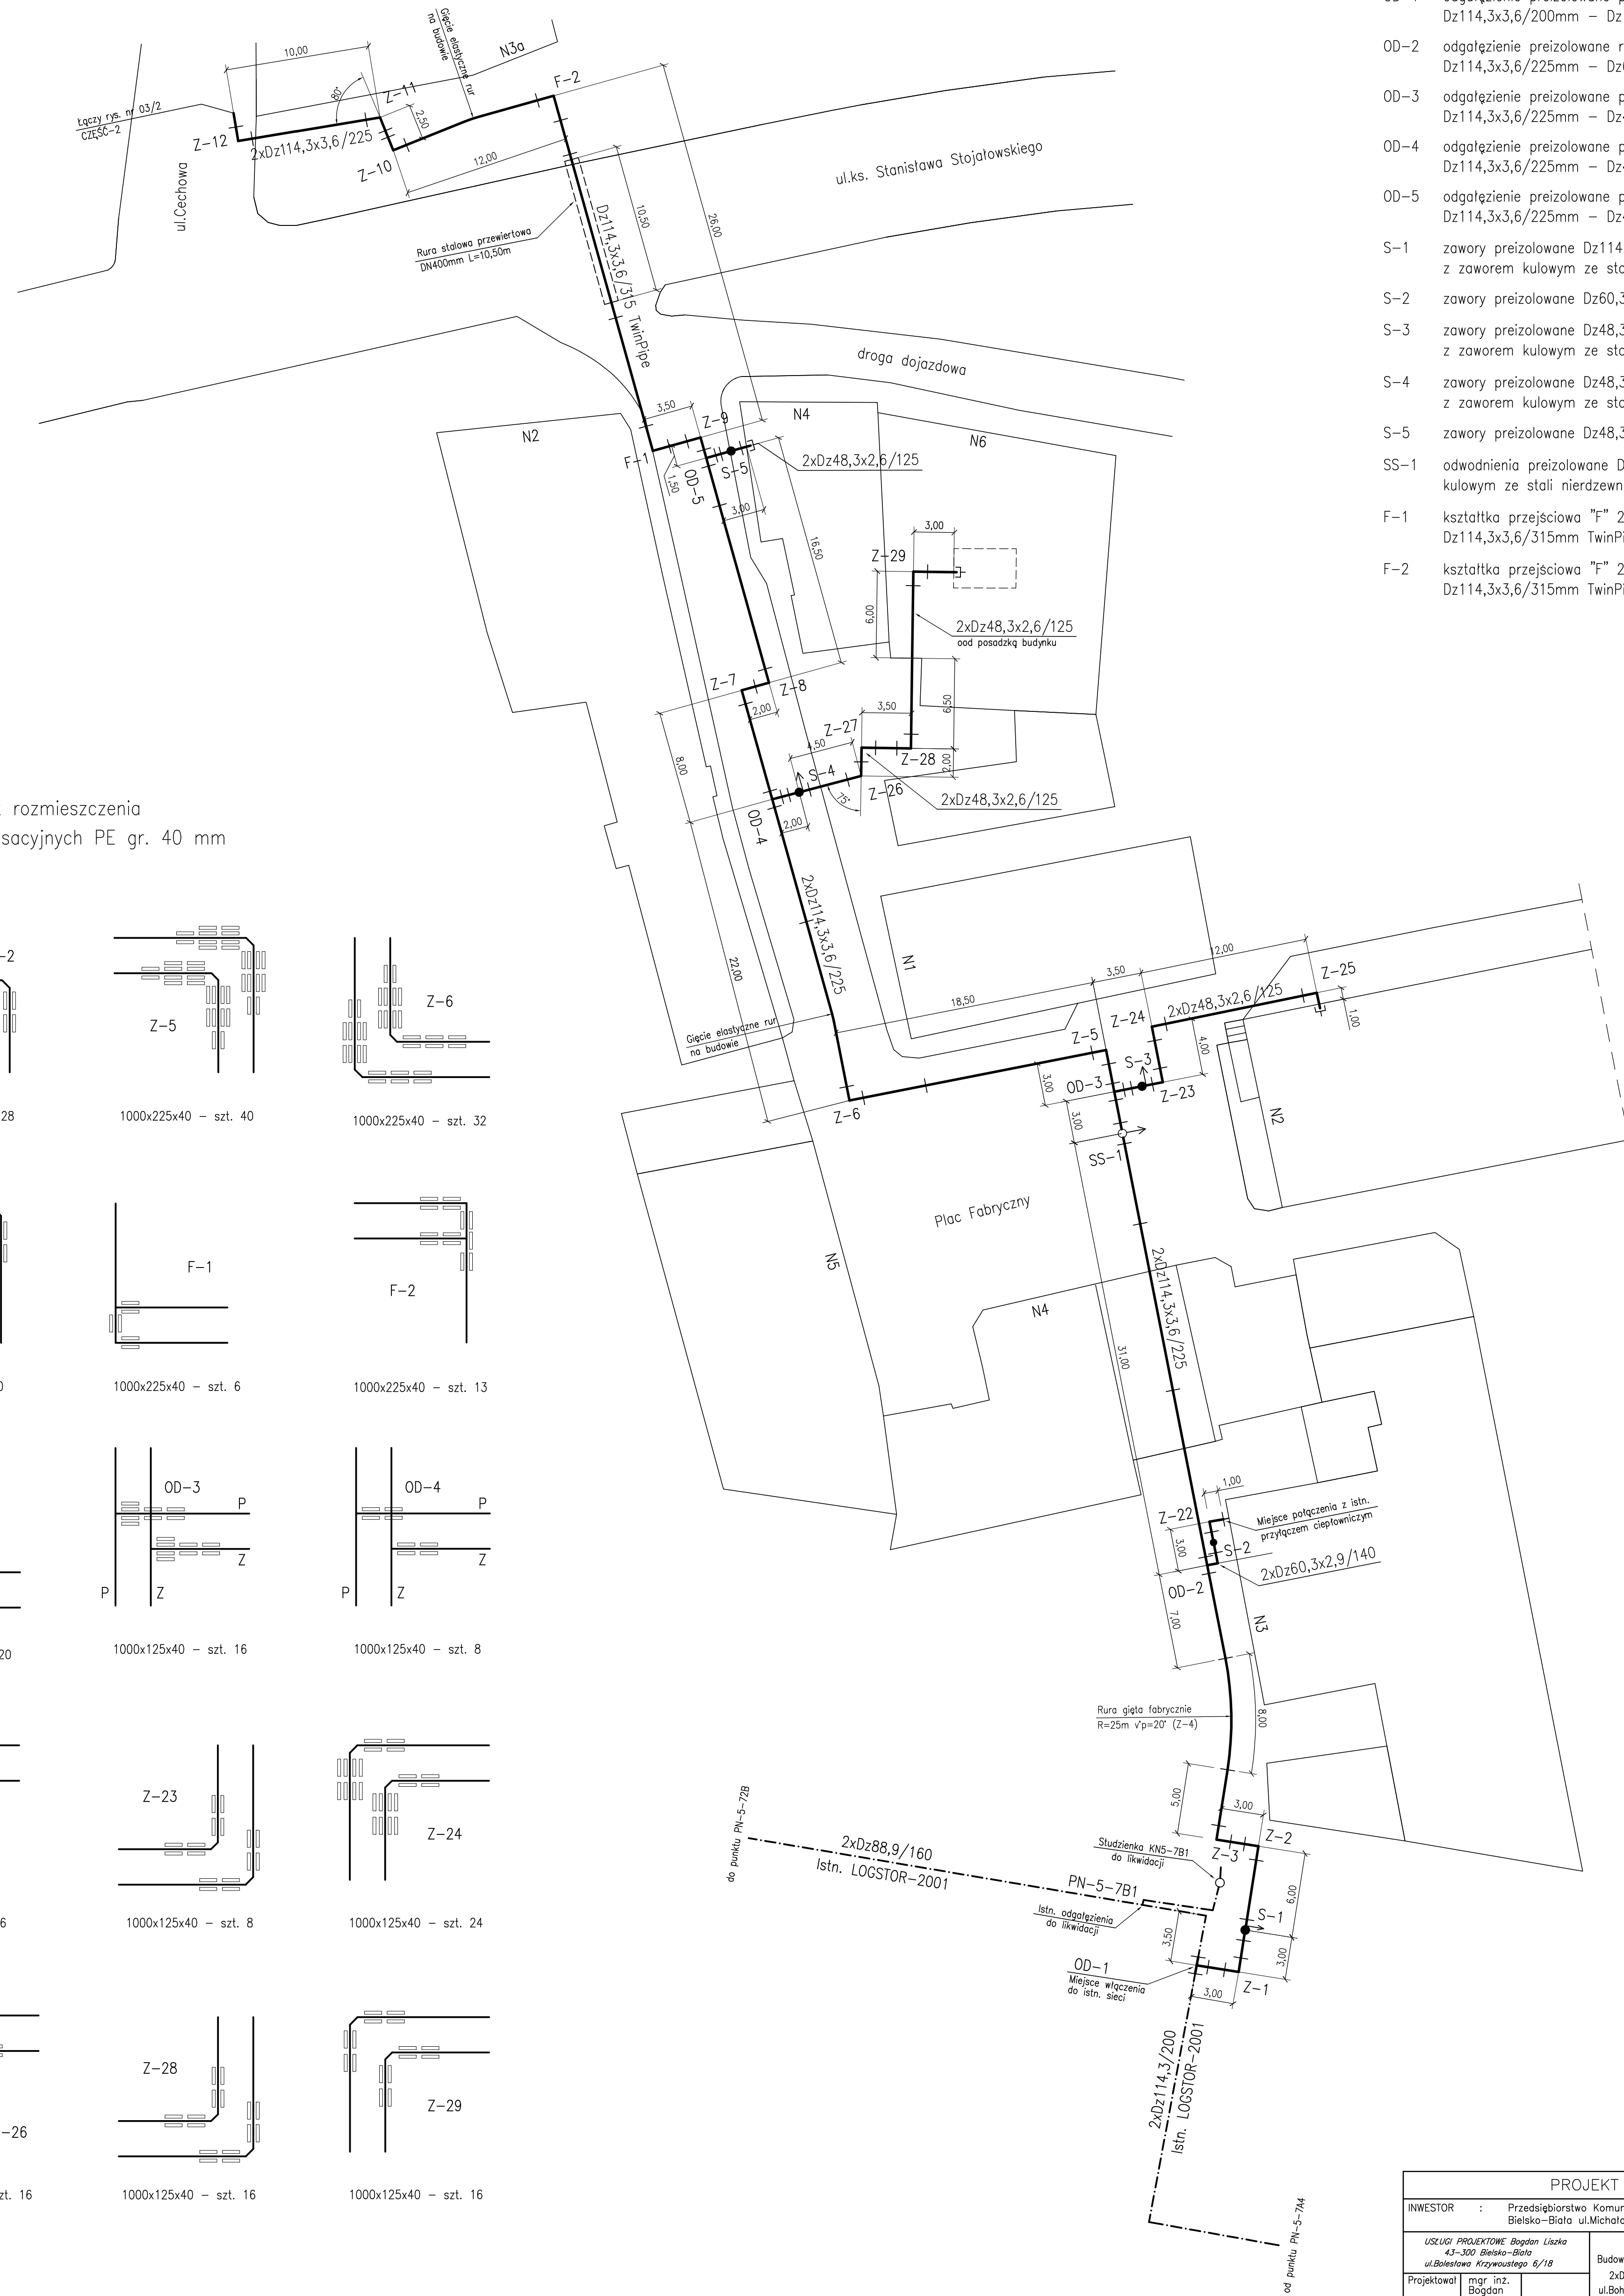 OD-2 odgałęzienie preizolowane
Dz114,3x3,6/200mm – Dz
Dz114,3x3,6/225mm –
OD-3 odgałęzienie preizolowane
Dz114,3x3,6/225mm –
OD-4 odgałęzienie preizolowane
Dz114,3x3,6/225mm –
OD-5 odgałęzienie preizolowane
Dz114,3x3,6/225mm –
S-1 zawory preizolowane Dz114,
z zaworem kulowym ze
S-2 zawory preizolowane Dz60,3
S-3 zawory preizolowane Dz48,3
z zaworem kulowym ze
S-4 zawory preizolowane Dz48,3
z zaworem kulowym ze
S-5 zawory preizolowane Dz48,3
SS-1 odwodnienia preizolowane
kulowym ze stali
F-1 kształtka przejściowa "F" 2
Dz114,3x3,6/315mm
F-2 kształtka przejściowa "F" 2
Dz114,3x3,6/315mm
Gięcie elastyczne rur
na budowie
N3a
F-2
10,00
80°
Z-11
2,50
Łączy rys. nr 03/2
CZĘŚĆ-2
Z-12
2xDz114,3x3,6/225
Z-10
12,00
ul.Cechowa
ul.ks. Stanisława Stojałowskiego
10,50
26,00
Rura stalowa przewiertowa
DN400mm L=10,50m
Dz114,3x3,6/315 TwinPipe
droga dojazdowa
3,50
Z-9
N2
N4
N6
F-1
1,50
OD-5
S-5
2xDz48,3x2,6/125
3,00
16,50
3,00
Z-29
6,00
2xDz48,3x2,6/125
ood posadzką budynku
Z-7
Z-8
2,00
3,50
6,50
Z-27
4,50
Z-28
2,00
8,00
S-4
75°
Z-26
2xDz48,3x2,6/125
OD-4
2,00
rozmieszczenia
sacyjnych PE gr. 40 mm
2xDz114,3x3,6/225
22,00
N1
12,00
3,50
Z-25
18,50
Z-24
2xDz48,3x2,6/125
1,00
Gięcie elastyczne rur
na budowie
Z-5
S-3
4,00
3,00
OD-3
Z-23
N2
Z-6
3,00
SS-1
Plac Fabryczny
N5
2xDz114,3x3,6/225
N4
31,00
1,00
Z-22
Miejsce połączenia z istn.
przyłączem ciepłowniczym
3,00
S-2
2xDz60,3x2,9/140
OD-2
7,00
N3
Rura gięta fabrycznie
R=25m v°p=20° (Z-4)
8,00
5,00
3,00
Z-2
Z-3
Studzienka KN5-7B1
do likwidacji
do punktu PN-5-72B
2xDz88,9/160
Istn. LOGSTOR-2001
PN-5-7B1
Istn. odgałęzienia
do likwidacji
6,00
S-1
3,50
3,00
OD-1
Miejsce włączenia
do istn. sieci
Z-1
3,00
2xDz114,3/200
Istn. LOGSTOR-2001
od punktu PN-5-7A4
-2
Z-5
Z-6
28
1000x225x40 – szt. 40
1000x225x40 – szt. 32
F-1
F-2
0
1000x225x40 – szt. 6
1000x225x40 – szt. 13
OD-3
P
Z
P
Z
OD-4
P
Z
P
Z
20
1000x125x40 – szt. 16
1000x125x40 – szt. 8
Z-23
Z-24
6
1000x125x40 – szt. 8
1000x125x40 – szt. 24
-26
Z-28
Z-29
zt. 16
1000x125x40 – szt. 16
1000x125x40 – szt. 16
PROJEKT
INWESTOR :
Przedsiębiorstwo
Bielsko-Biała
USŁUGI PROJEKTOWE Bogdan Liszka
43-300 Bielsko-Biała
ul.Bolesława Krzywoustego 6/18
Projektował
mgr inż.
Bogdan